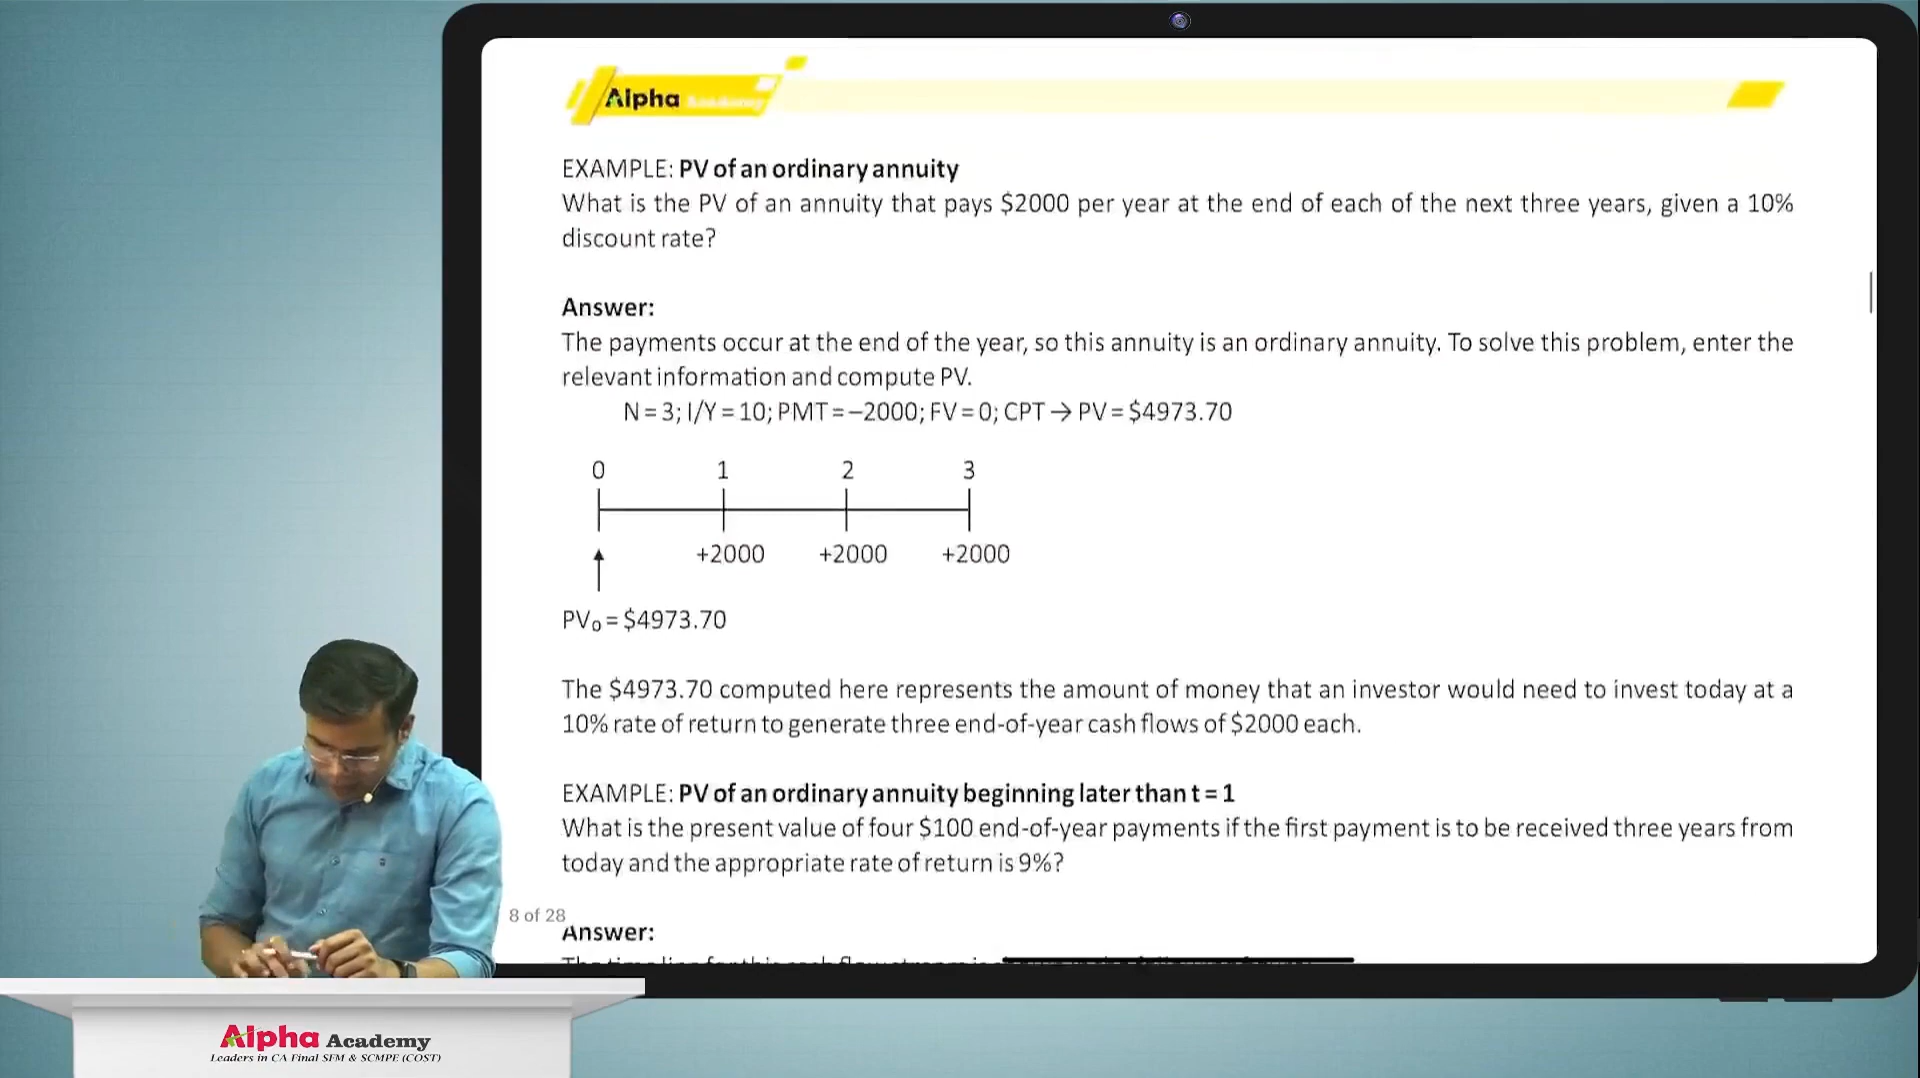 Alpha Academy
EXAMPLE: PV of an ordinary annuity
What is the PV of an annuity that pays $2000 per year at the end of each of the next three years, given a 10%
discount rate?
Answer:
The payments occur at the end of the year, so this annuity is an ordinary annuity. To solve this problem, enter the
relevant information and compute PV.
N = 3; I/Y = 10; PMT = −2000; FV = 0; CPT → PV = $4973.70
0 1 2 3
+2000 +2000 +2000
PV₀ = $4973.70
The $4973.70 computed here represents the amount of money that an investor would need to invest today at a
10% rate of return to generate three end-of-year cash flows of $2000 each.
EXAMPLE: PV of an ordinary annuity beginning later than t = 1
What is the present value of four $100 end-of-year payments if the first payment is to be received three years from
today and the appropriate rate of return is 9%?
8 of 28
Answer:
Alpha Academy
Leaders in CA Final SFM & SCMPE (COST)